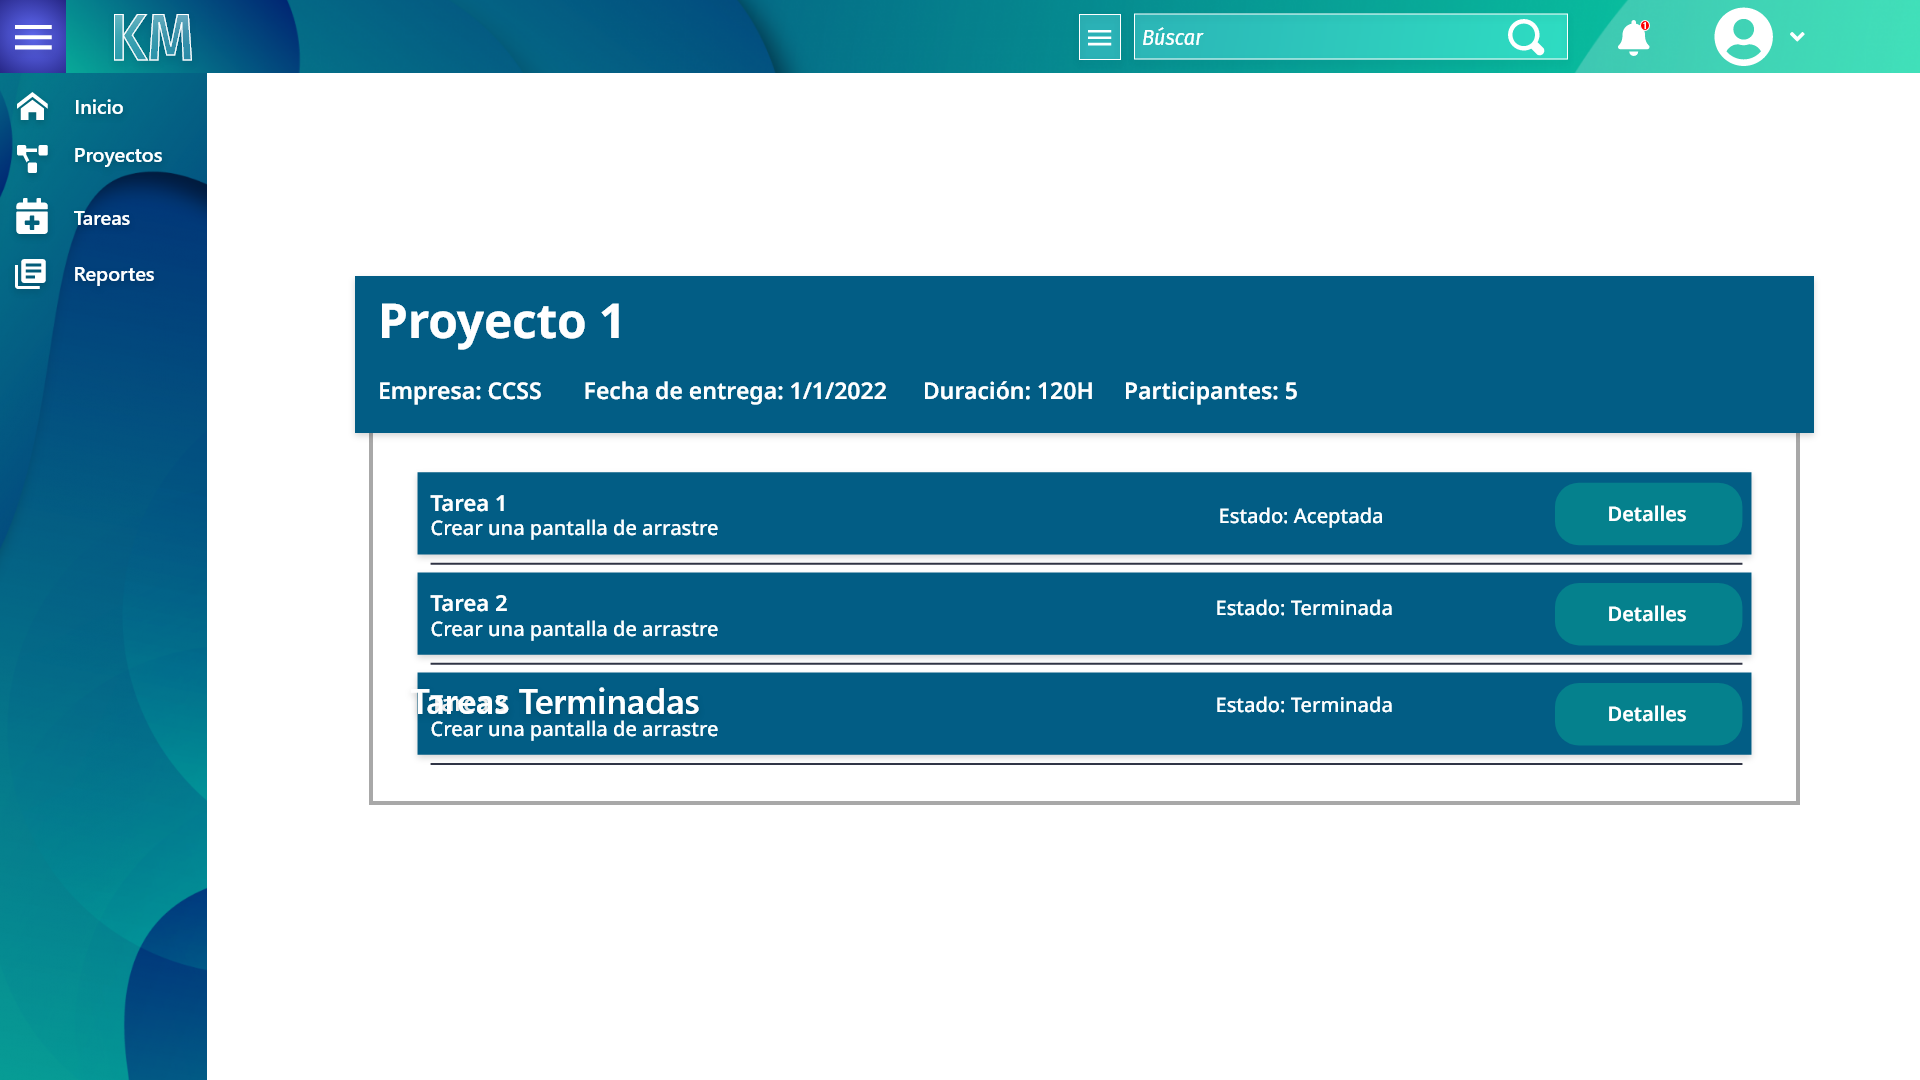 KM
Búscar
1
Inicio
Proyectos
Tareas
Reportes
Proyecto 1
Empresa: CCSS Fecha de entrega: 1/1/2022 Duración: 120H Participantes: 5
Tarea 1
Crear una pantalla de arrastre
Estado: Aceptada
Detalles
Tarea 2
Crear una pantalla de arrastre
Estado: Terminada
Detalles
Tareas Terminadas
Crear una pantalla de arrastre
Estado: Terminada
Detalles